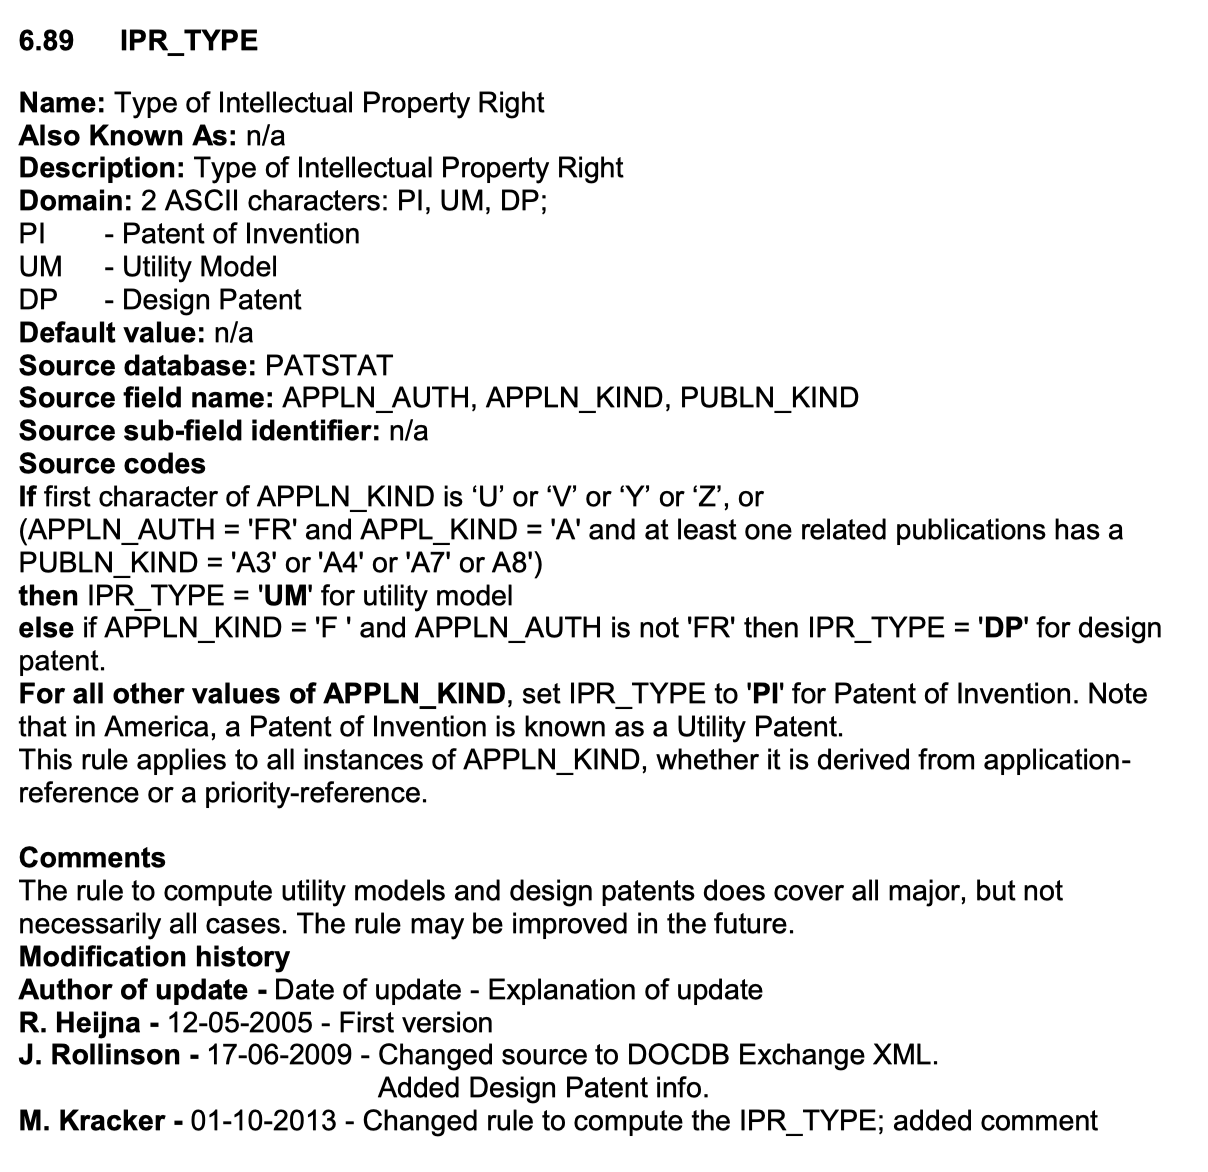 6.89 IPR_TYPE
Name: Type of Intellectual Property Right
Also Known As: n/a
Description: Type of Intellectual Property Right
Domain: 2 ASCII characters: PI, UM, DP;
PI - Patent of Invention
UM - Utility Model
DP - Design Patent
Default value: n/a
Source database: PATSTAT
Source field name: APPLN_AUTH, APPLN_KIND, PUBLN_KIND
Source sub-field identifier: n/a
Source codes
If first character of APPLN_KIND is ‘U’ or ‘V’ or ‘Y’ or ‘Z’, or
(APPLN_AUTH = 'FR' and APPL_KIND = 'A' and at least one related publications has a
PUBLN_KIND = 'A3' or 'A4' or 'A7' or A8')
then IPR_TYPE = 'UM' for utility model
else if APPLN_KIND = 'F ' and APPLN_AUTH is not 'FR' then IPR_TYPE = 'DP' for design
patent.
For all other values of APPLN_KIND, set IPR_TYPE to 'PI' for Patent of Invention. Note
that in America, a Patent of Invention is known as a Utility Patent.
This rule applies to all instances of APPLN_KIND, whether it is derived from application-
reference or a priority-reference.
Comments
The rule to compute utility models and design patents does cover all major, but not
necessarily all cases. The rule may be improved in the future.
Modification history
Author of update - Date of update - Explanation of update
R. Heijna - 12-05-2005 - First version
J. Rollinson - 17-06-2009 - Changed source to DOCDB Exchange XML.
Added Design Patent info.
M. Kracker - 01-10-2013 - Changed rule to compute the IPR_TYPE; added comment